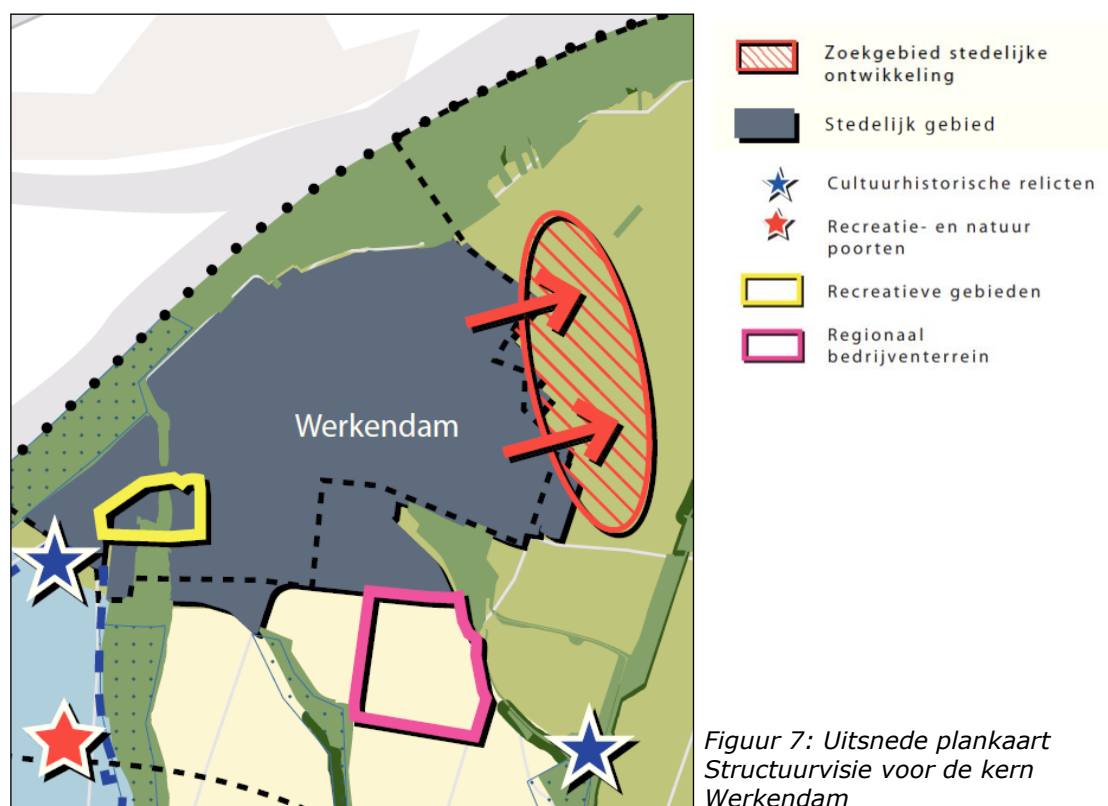 Werkendam
Zoekgebied stedelijke
ontwikkeling
Stedelijk gebied
Cultuurhistorische relicten
Recreatie- en natuur
poorten
Recreatieve gebieden
Regionaal
bedrijventerrein
Figuur 7: Uitsnede plankaart
Structuurvisie voor de kern
Werkendam